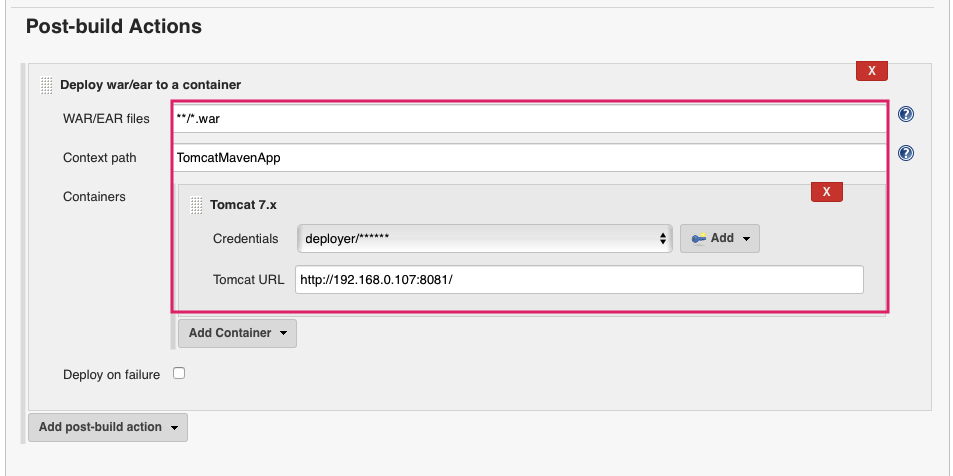 Post-build Actions
X
Deploy war/ear to a container
WAR/EAR files **/*.war ?
Context path TomcatMavenApp ?
Containers
X
Tomcat 7.x
Credentials deployer/****** Add
Tomcat URL http://192.168.0.107:8081/
Add Container
Deploy on failure
Add post-build action